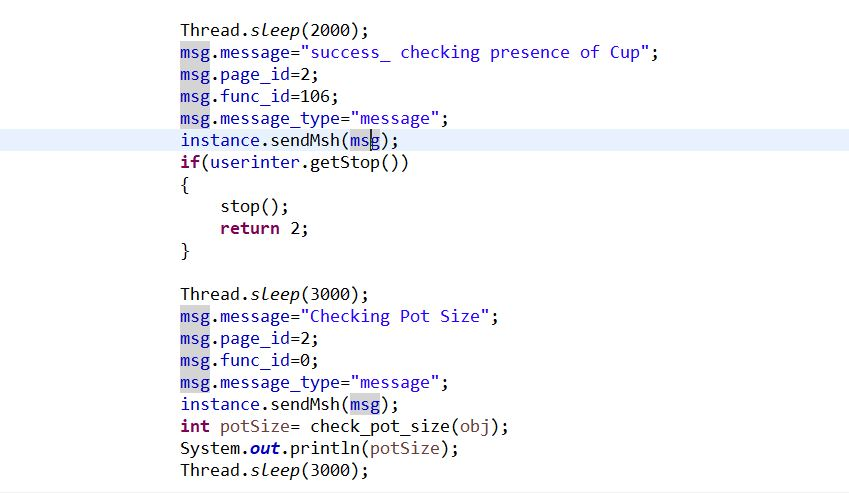 Thread.sleep(2000);
msg.message="success_ checking presence of Cup";
msg.page_id=2;
msg.func_id=106;
msg.message_type="message";
instance.sendMsh(msg);
if(userinter.getStop())
{
    stop();
    return 2;
}
Thread.sleep(3000);
msg.message="Checking Pot Size";
msg.page_id=2;
msg.func_id=0;
msg.message_type="message";
instance.sendMsh(msg);
int potSize= check_pot_size(obj);
System.out.println(potSize);
Thread.sleep(3000);